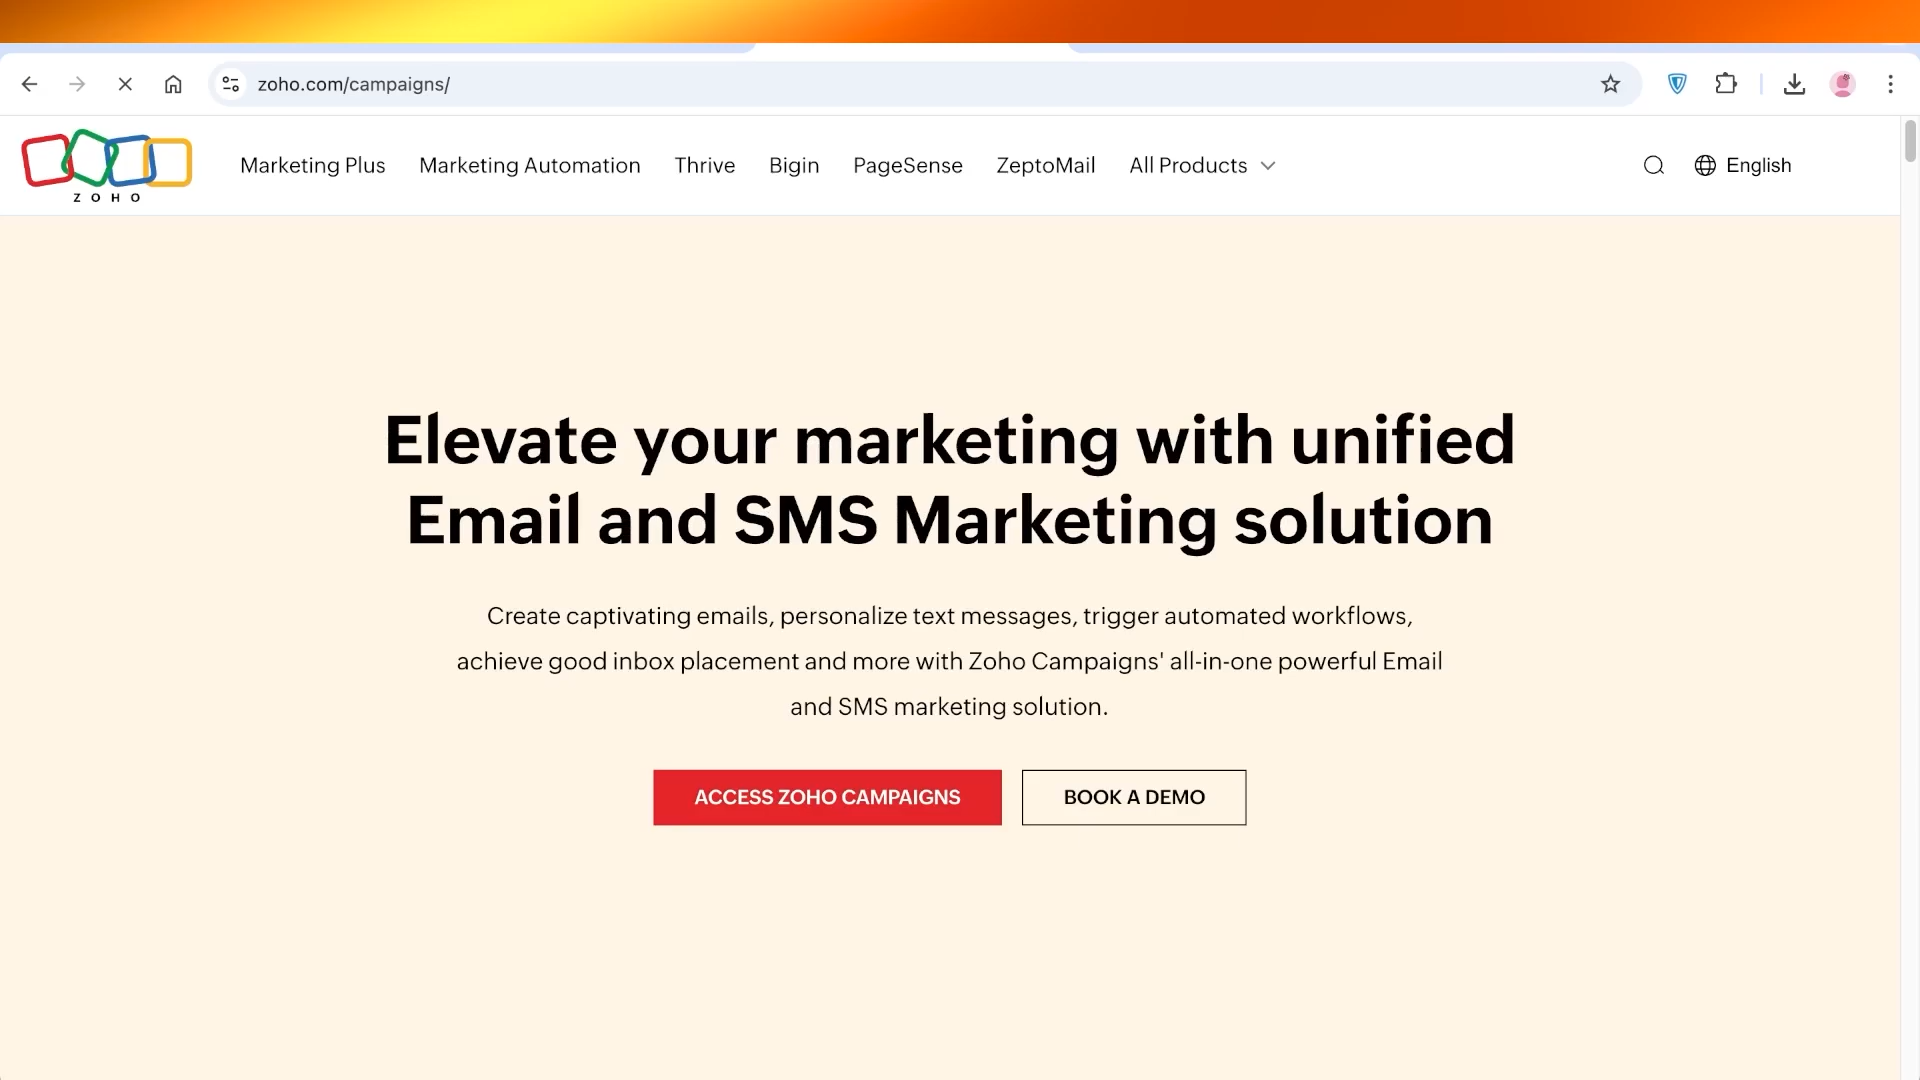 zoho.com/campaigns/
ZOHO
Marketing Plus Marketing Automation Thrive Bigin PageSense ZeptoMail All Products English
Elevate your marketing with unified
Email and SMS Marketing solution
Create captivating emails, personalize text messages, trigger automated workflows,
achieve good inbox placement and more with Zoho Campaigns' all-in-one powerful Email
and SMS marketing solution.
ACCESS ZOHO CAMPAIGNS BOOK A DEMO